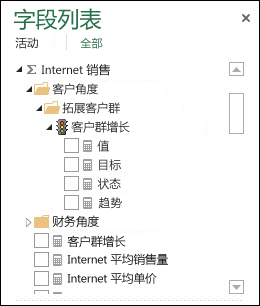 字段列表
活动 全部
Σ Internet 销售
客户角度
拓展客户群
客户群增长
值
目标
状态
趋势
财务角度
客户群增长
Internet 平均销售量
Internet 平均单价